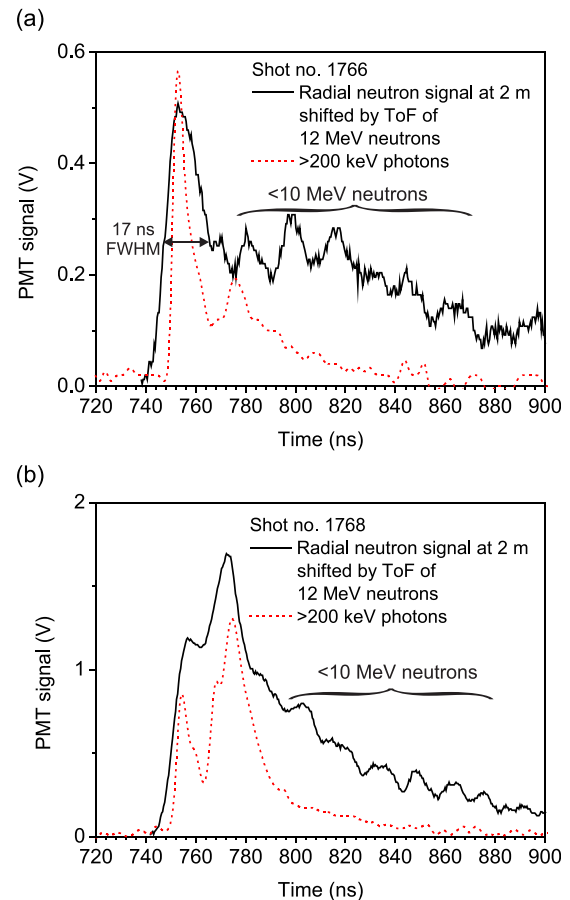 (a)
0.6
0.4
0.2
0.0
PMT signal (V)
Shot no. 1766
Radial neutron signal at 2 m
shifted by ToF of
12 MeV neutrons
>200 keV photons
<10 MeV neutrons
17 ns
FWHM
720 740 760 780 800 820 840 860 880 900
Time (ns)
(b)
2
1
0
PMT signal (V)
Shot no. 1768
Radial neutron signal at 2 m
shifted by ToF of
12 MeV neutrons
>200 keV photons
<10 MeV neutrons
720 740 760 780 800 820 840 860 880 900
Time (ns)